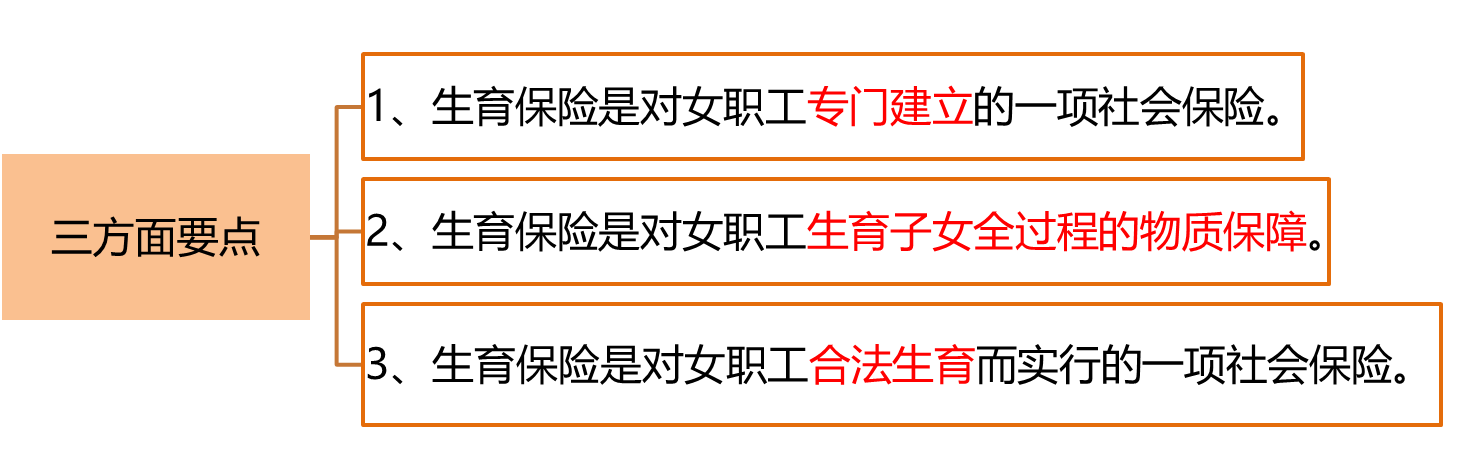 三方面要点
1、生育保险是对女职工专门建立的一项社会保险。
2、生育保险是对女职工生育子女全过程的物质保障。
3、生育保险是对女职工合法生育而实行的一项社会保险。